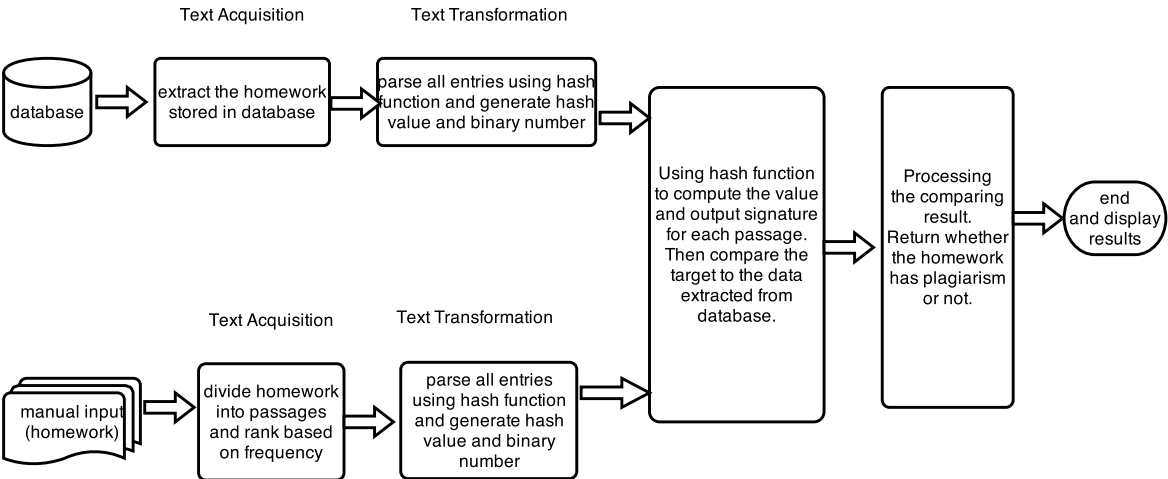 Text Acquisition
Text Transformation
database
extract the homework
stored in database
parse all entries using hash
function and generate hash
value and binary number
Using hash function
to compute the value
and output signature
for each passage.
Then compare the
target to the data
extracted from
database.
Processing
the comparing
result.
Return whether
the homework
has plagiarism
or not.
end
and display
results
Text Acquisition
Text Transformation
manual input
(homework)
divide homework
into passages
and rank based
on frequency
parse all entries
using hash function
and generate hash
value and binary
number